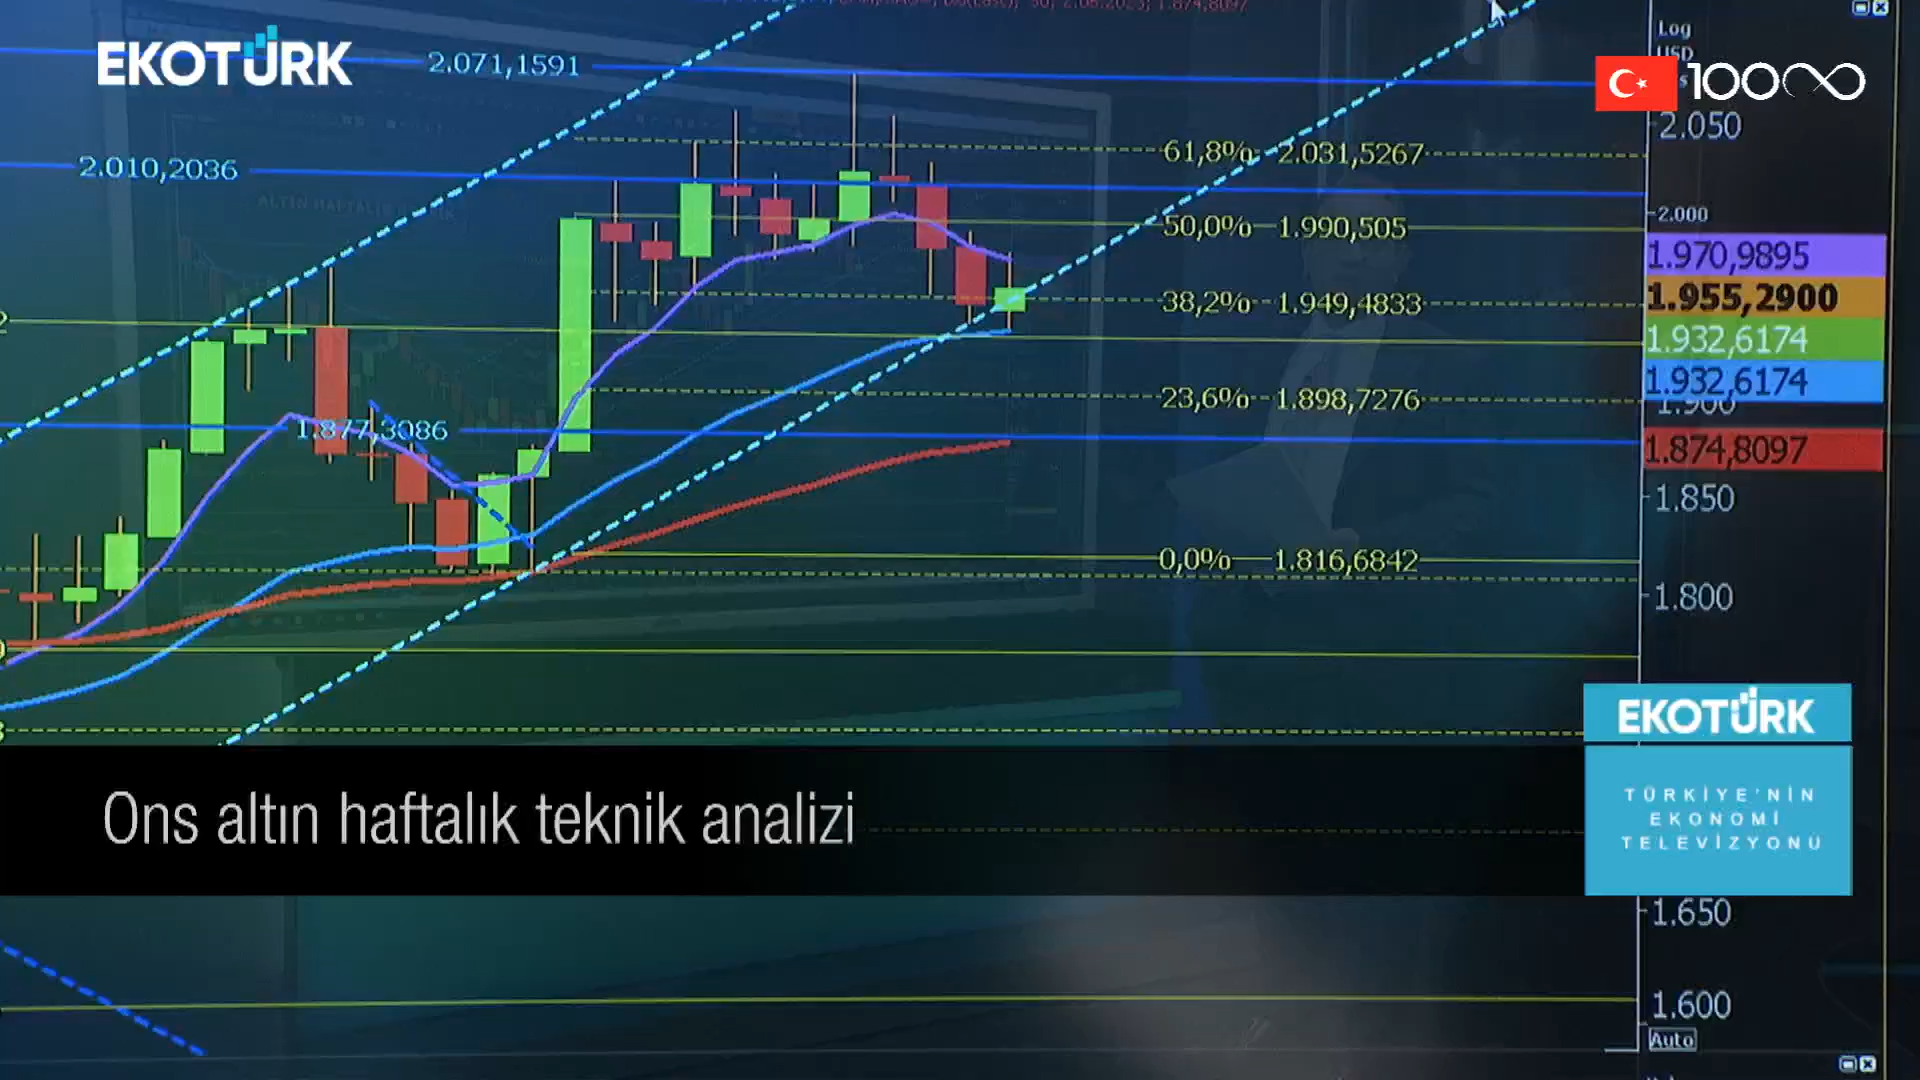 EKOTÜRK
2.071,1591
2.010,2036
1.877,3086
61,8%
2.031,5267
50,0%
1.990,505
38,2%
1.949,4833
23,6%
1.898,7276
0,0%
1.816,6842
Log
USD
100
2.050
2.000
1.970,9895
1.955,2900
1.932,6174
1.932,6174
1.900
1.874,8097
1.850
1.800
EKOTÜRK
TÜRKİYE'NİN
EKONOMİ
TELEVİZYONU
Ons altın haftalık teknik analizi
1.650
1.600
Auto